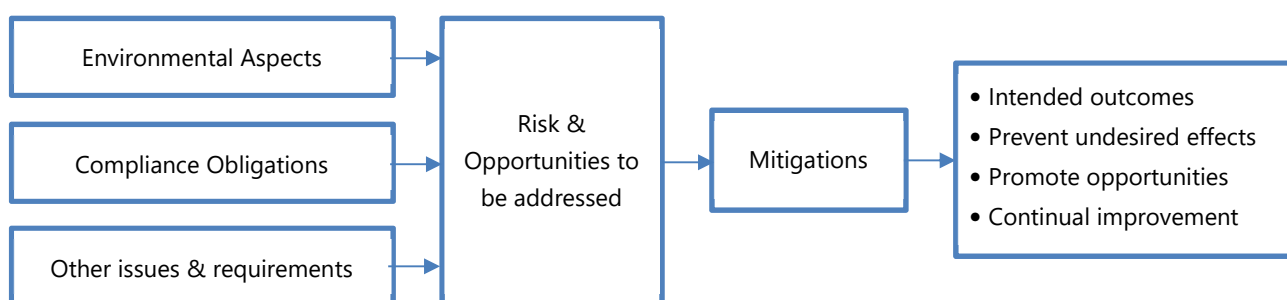 Environmental Aspects
Compliance Obligations
Other issues & requirements
Risk &
Opportunities to
be addressed
Mitigations
• Intended outcomes
• Prevent undesired effects
• Promote opportunities
• Continual improvement